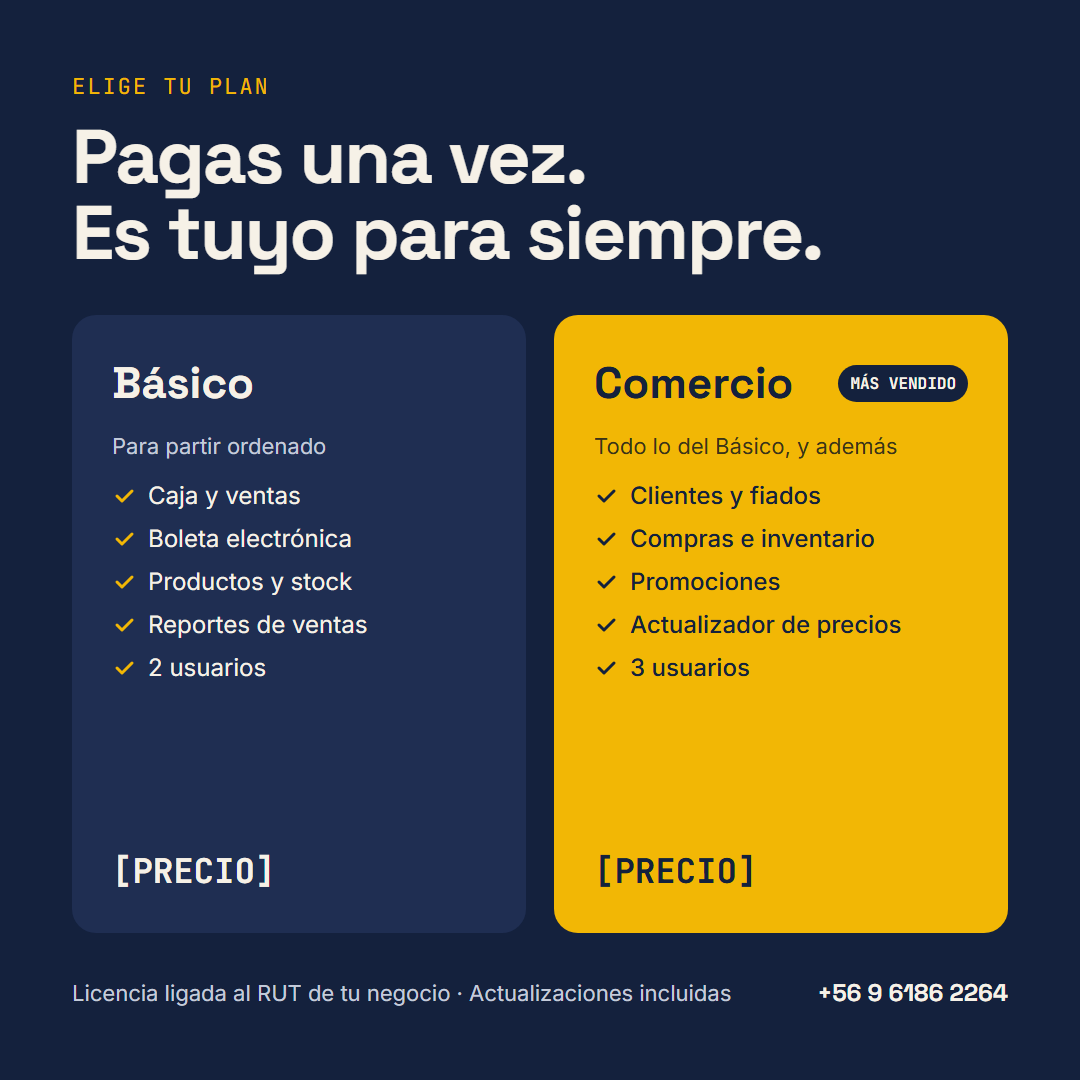 ELIGE TU PLAN
Pagas una vez.
Es tuyo para siempre.
Básico
Para partir ordenado
Caja y ventas
Boleta electrónica
Productos y stock
Reportes de ventas
2 usuarios
[PRECIO]
Comercio
MÁS VENDIDO
Todo lo del Básico, y además
Clientes y fiados
Compras e inventario
Promociones
Actualizador de precios
3 usuarios
[PRECIO]
Licencia ligada al RUT de tu negocio · Actualizaciones incluidas
+56 9 6186 2264